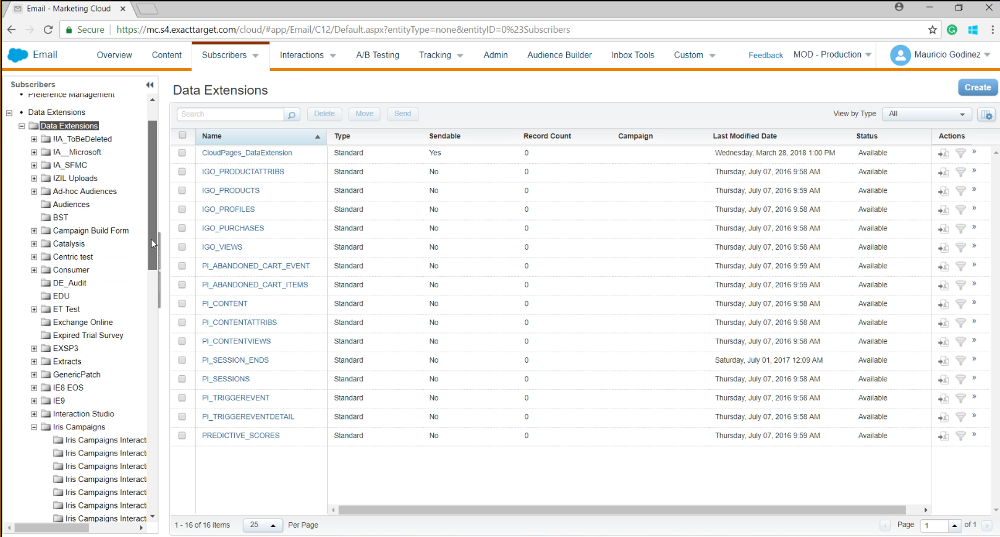 Email - Marketing Cloud
Secure https://mc.s4.exacttarget.com/cloud/#app/Email/C12/Default.aspx?entityType=none&entityID=0%23Subscribers
Email Overview Content Subscribers Interactions A/B Testing Tracking Admin Audience Builder Inbox Tools Custom Feedback MOD - Production Mauricio Godinez
Subscribers
Preference Management
Data Extensions
Data Extensions
!!A_ToBeDeleted
!A__Microsoft
!A_SFMC
!ZIL Uploads
Ad-hoc Audiences
Audiences
BST
Campaign Build Form
Catalysis
Centric test
Consumer
DE_Audit
EDU
ET Test
Exchange Online
Expired Trial Survey
EXSP3
Extracts
GenericPatch
IE8 EOS
IE9
Interaction Studio
Iris Campaigns
Iris Campaigns Interacti
Iris Campaigns Interacti
Iris Campaigns Interacti
Iris Campaigns Interacti
Iris Campaigns Interacti
Iris Campaigns Interacti
Iris Campaigns Interacti
Data Extensions
Create
Search Delete Move Send View by Type All
Name Type Sendable Record Count Campaign Last Modified Date Status Actions
CloudPages_DataExtension Standard Yes 0 Wednesday, March 28, 2018 1:00 PM Available
IGO_PRODUCTATTRIBS Standard No 0 Thursday, July 07, 2016 9:58 AM Available
IGO_PRODUCTS Standard No 0 Thursday, July 07, 2016 9:59 AM Available
IGO_PROFILES Standard No 0 Thursday, July 07, 2016 9:58 AM Available
IGO_PURCHASES Standard No 0 Thursday, July 07, 2016 9:58 AM Available
IGO_VIEWS Standard No 0 Thursday, July 07, 2016 9:58 AM Available
PI_ABANDONED_CART_EVENT Standard No 0 Thursday, July 07, 2016 9:59 AM Available
PI_ABANDONED_CART_ITEMS Standard No 0 Thursday, July 07, 2016 9:59 AM Available
PI_CONTENT Standard No 0 Thursday, July 07, 2016 9:58 AM Available
PI_CONTENTATTRIBS Standard No 0 Thursday, July 07, 2016 9:58 AM Available
PI_CONTENTVIEWS Standard No 0 Thursday, July 07, 2016 9:58 AM Available
PI_SESSION_ENDS Standard No 0 Saturday, July 01, 2017 12:09 AM Available
PI_SESSIONS Standard No 0 Thursday, July 07, 2016 9:58 AM Available
PI_TRIGGEREVENT Standard No 0 Thursday, July 07, 2016 9:58 AM Available
PI_TRIGGEREVENTDETAIL Standard No 0 Thursday, July 07, 2016 9:58 AM Available
PREDICTIVE_SCORES Standard No 0 Thursday, July 07, 2016 9:59 AM Available
1 - 16 of 16 items 25 Per Page Page 1 of 1